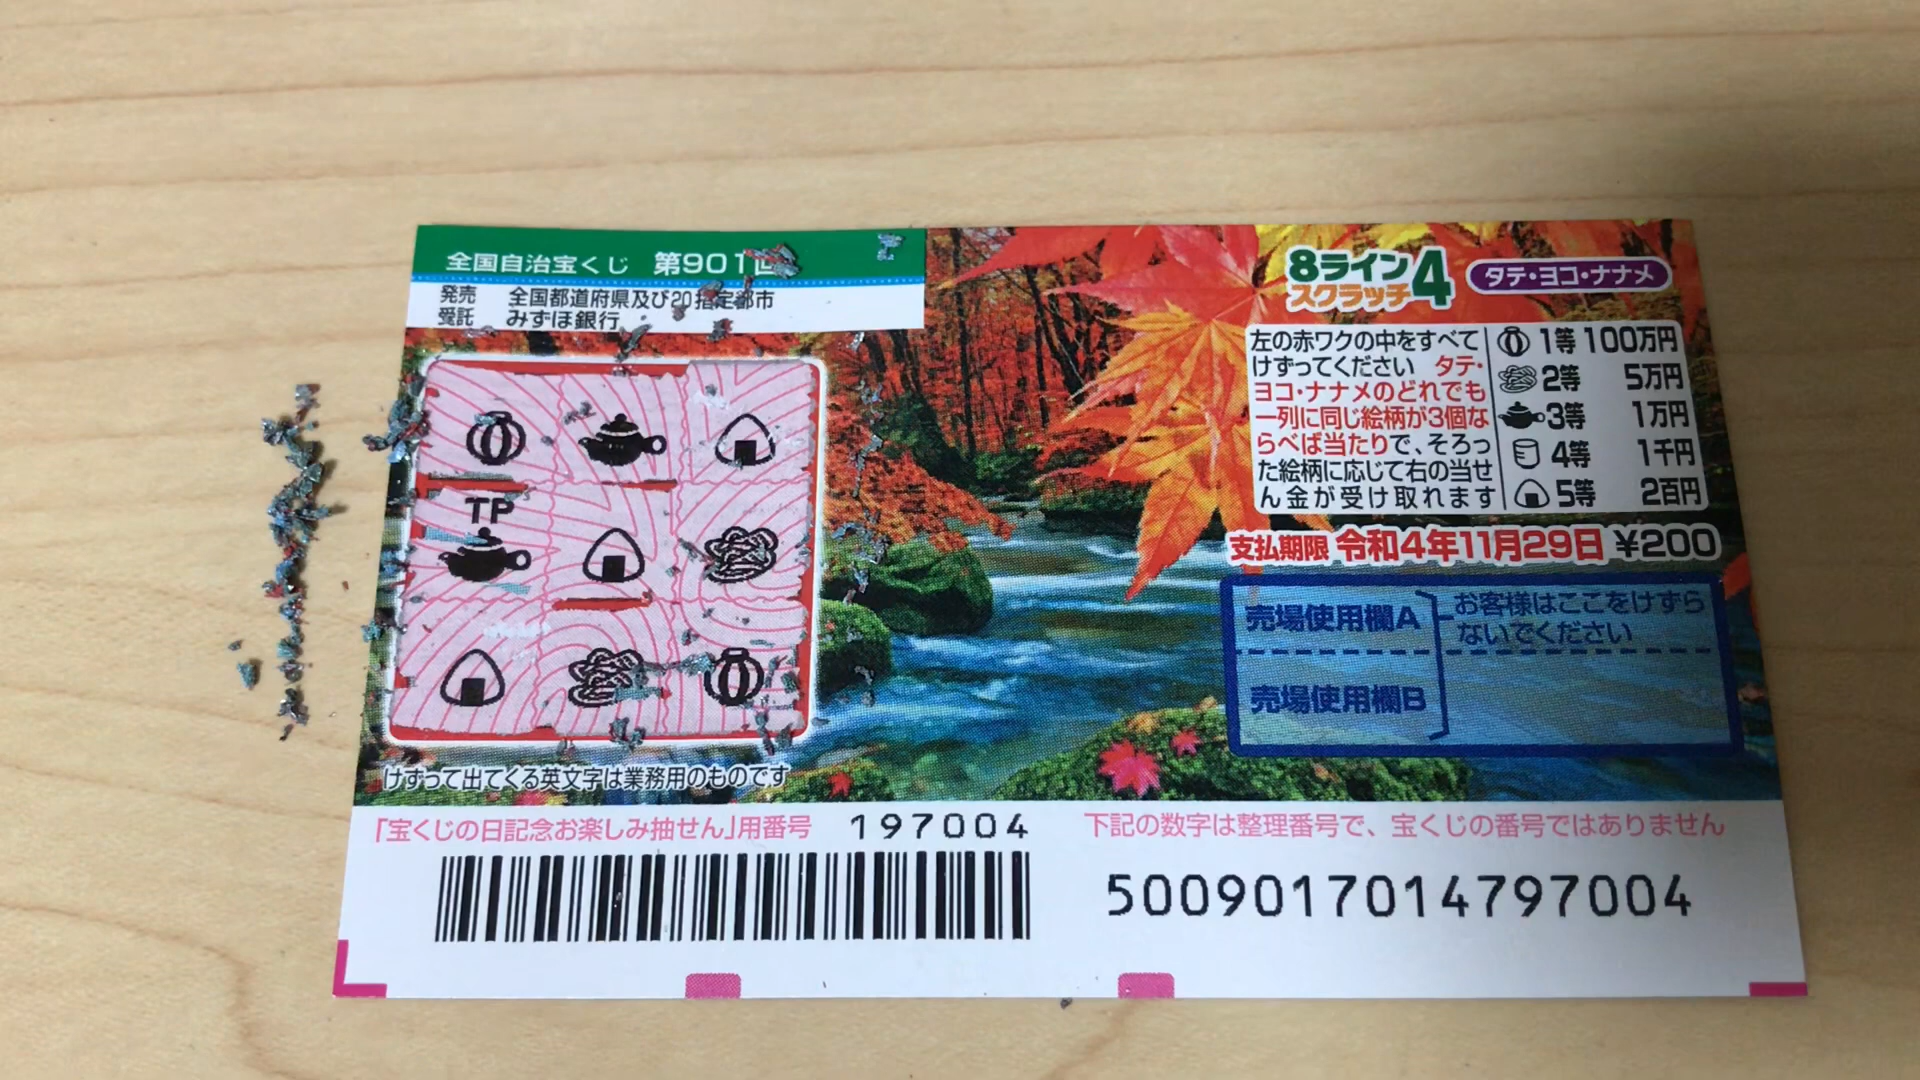 全国自治宝くじ 第901回
発売 全国都道府県及び20指定都市
受託 みずほ銀行
TP
けずって出てくる英文字は業務用のものです
8ライン
スクラッチ4
タテ・ヨコ・ナナメ
左の赤ワクの中をすべて
けずってください タテ・
ヨコ・ナナメのどれでも
一列に同じ絵柄が3個な
らべば当たりで、そろっ
た絵柄に応じて右の当せ
ん金が受け取れます
1等 100万円
2等 5万円
3等 1万円
4等 1千円
5等 2百円
支払期限 令和4年11月29日 ¥200
売場使用欄A
売場使用欄B
お客様はここをけずら
ないでください
「宝くじの日記念お楽しみ抽せん」用番号 197004
下記の数字は整理番号で、宝くじの番号ではありません
5009017014797004